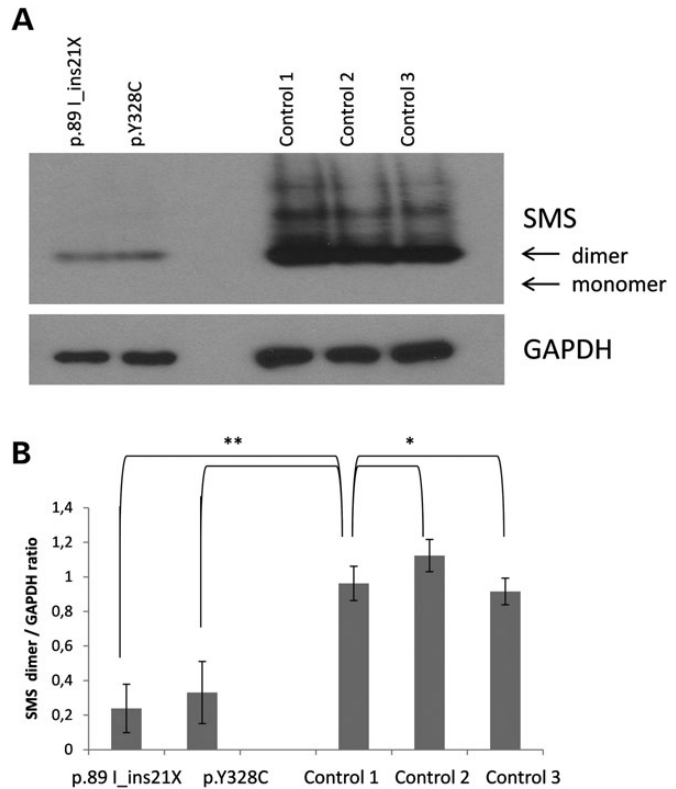 A
p.89 I_ins21X
p.Y328C
Control 1
Control 2
Control 3
SMS
← dimer
← monomer
GAPDH
B
** *
1,4
1,2
1
0,8
0,6
0,4
0,2
0
SMS dimer / GAPDH ratio
p.89 I_ins21X p.Y328C Control 1 Control 2 Control 3